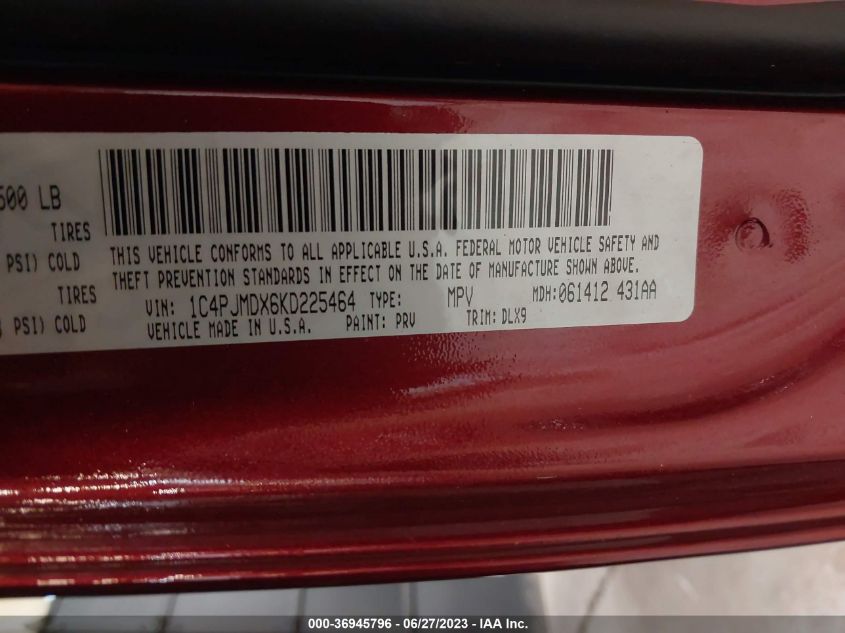 500 LB
TIRES
PSI) COLD
TIRES
PSI) COLD
THIS VEHICLE CONFORMS TO ALL APPLICABLE U.S.A. FEDERAL MOTOR VEHICLE SAFETY AND
THEFT PREVENTION STANDARDS IN EFFECT ON THE DATE OF MANUFACTURE SHOWN ABOVE.
VIN: 1C4PJMDX6KD225464 TYPE: MPV MDH:061412 431AA
VEHICLE MADE IN U.S.A. PAINT: PRV TRIM: DLX9
000-36945796 - 06/27/2023 - IAA Inc.